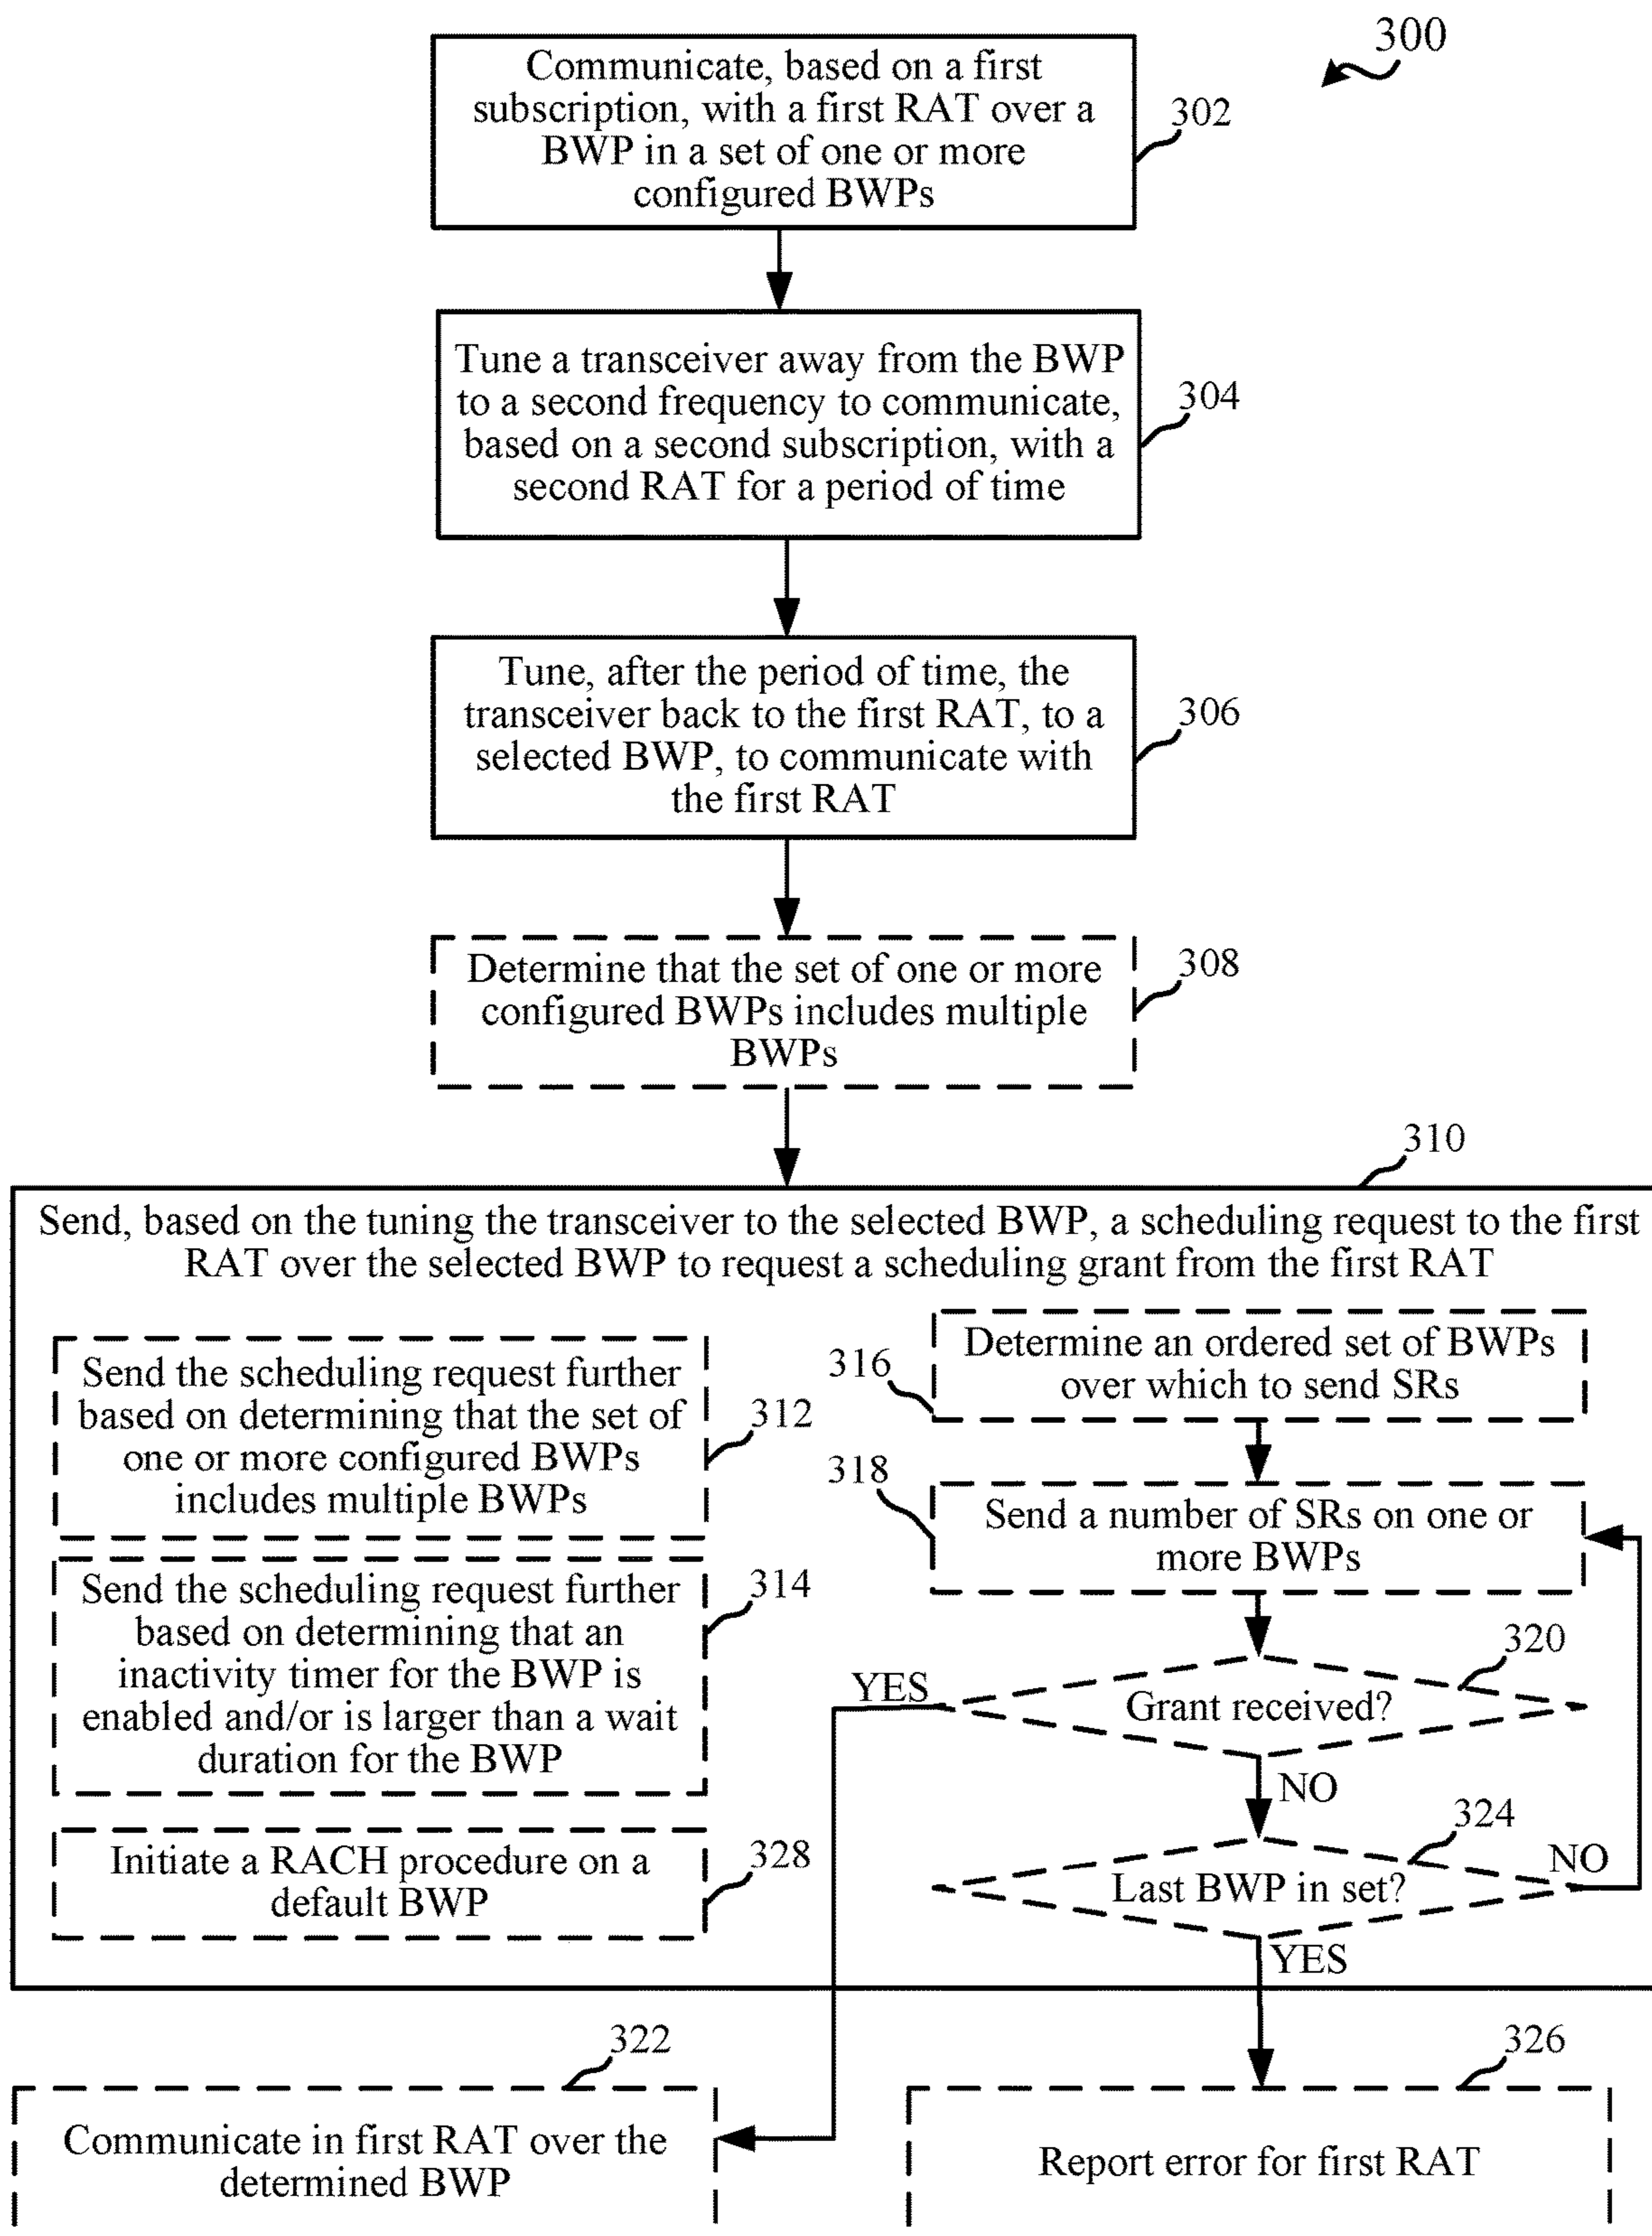 300
Communicate, based on a first
subscription, with a first RAT over a
BWP in a set of one or more
configured BWPs
302
Tune a transceiver away from the BWP
to a second frequency to communicate,
based on a second subscription, with a
second RAT for a period of time
304
Tune, after the period of time, the
transceiver back to the first RAT, to a
selected BWP, to communicate with
the first RAT
306
Determine that the set of one or more
configured BWPs includes multiple
BWPs
308
310
Send, based on the tuning the transceiver to the selected BWP, a scheduling request to the first
RAT over the selected BWP to request a scheduling grant from the first RAT
Send the scheduling request further
based on determining that the set of
one or more configured BWPs
includes multiple BWPs
312
Send the scheduling request further
based on determining that an
inactivity timer for the BWP is
enabled and/or is larger than a wait
duration for the BWP
314
Initiate a RACH procedure on a
default BWP
328
316
Determine an ordered set of BWPs
over which to send SRs
318
Send a number of SRs on one or
more BWPs
320
YES
Grant received?
NO
324
Last BWP in set?
NO
YES
322
Communicate in first RAT over the
determined BWP
326
Report error for first RAT